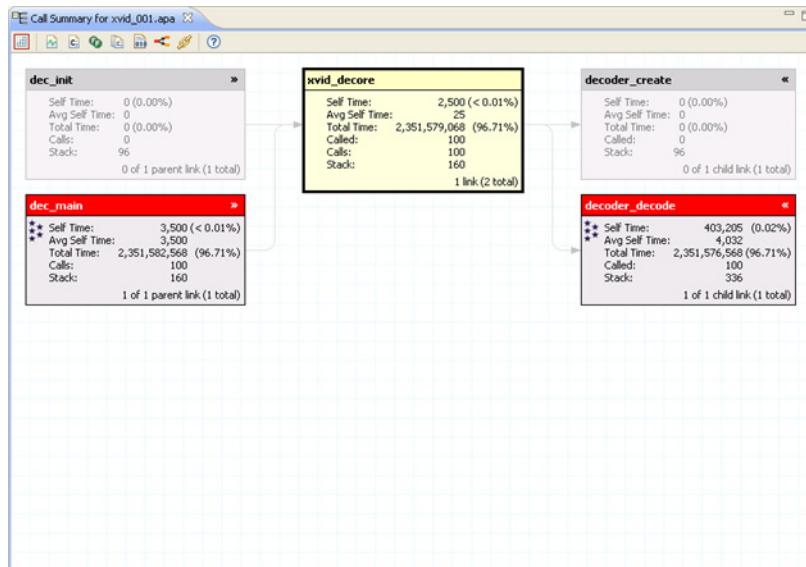 Call Summary for xvid_001.apa
dec_init »
Self Time: 0 (0.00%)
Avg Self Time: 0
Total Time: 0 (0.00%)
Calls: 0
Stack: 96
0 of 1 parent link (1 total)
dec_main »
Self Time: 3,500 (< 0.01%)
Avg Self Time: 3,500
Total Time: 2,351,582,568 (96.71%)
Calls: 100
Stack: 160
1 of 1 parent link (1 total)
xvid_decore
Self Time: 2,500 (< 0.01%)
Avg Self Time: 25
Total Time: 2,351,579,068 (96.71%)
Called: 100
Calls: 100
Stack: 160
1 link (2 total)
decoder_create «
Self Time: 0 (0.00%)
Avg Self Time: 0
Total Time: 0 (0.00%)
Called: 0
Stack: 96
0 of 1 child link (1 total)
decoder_decode «
Self Time: 403,205 (0.02%)
Avg Self Time: 4,032
Total Time: 2,351,576,568 (96.71%)
Called: 100
Stack: 336
1 of 1 child link (1 total)